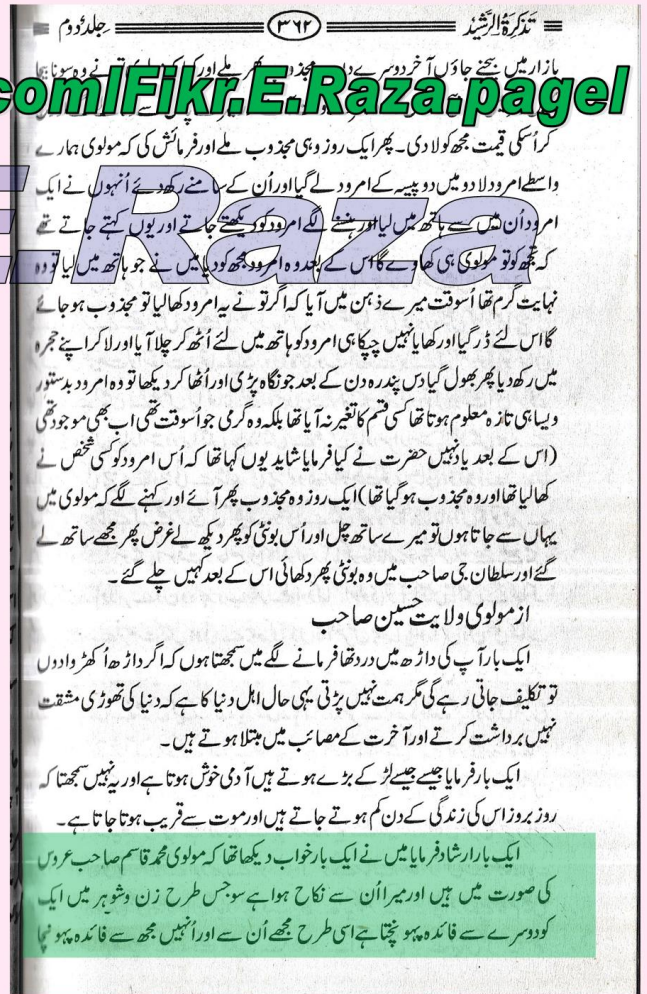 تذکرۃ الرشید ۳۶۲ جلد دوم
بازار میں بیچنے جاؤں آخر دوسرے
com/Fikr.E.Raza.page/
کر اُسکی قیمت مجھ کو لادی۔ پھر ایک روز وہی مجذوب ملے اور فرمائش کی کہ مولوی ہمارے
واسطے امرود لادو میں دو پیسہ کے امرود لے گیا اور اُن کے سامنے رکھ دئے اُنہوں نے ایک
E.Raza
امرود اُن میں سے ہاتھ میں لیا اور ہنسنے لگے امرود کو دیکھتے جاتے اور یوں کہتے جاتے تھے
کہ تجھ کو تو مولوی ہی کھاوے گا اس کے بعد وہ امرود مجھ کو دیا میں نے جو ہاتھ میں لیا تو وہ
نہایت گرم تھا اُسوقت میرے ذہن میں آیا کہ اگر تو نے یہ امرود کھالیا تو مجذوب ہو جائے
گا اس لئے ڈر گیا اور کھایا نہیں چپکا ہی امرود کو ہاتھ میں لئے اُٹھ کر چلا آیا اور لا کر اپنے حجرہ
میں رکھ دیا پھر بھول گیا دس پندرہ دن کے بعد جو نگاہ پڑی اور اُٹھا کر دیکھا تو وہ امرود بدستور
ویسا ہی تازہ معلوم ہوتا تھا کسی قسم کا تغیر نہ آیا تھا بلکہ وہ گرمی جو اُسوقت تھی اب بھی موجود تھی
(اس کے بعد یاد نہیں حضرت نے کیا فرمایا شاید یوں کہا تھا کہ اُس امرود کو کسی شخص نے
کھالیا تھا اور وہ مجذوب ہو گیا تھا) ایک روز وہ مجذوب پھر آئے اور کہنے لگے کہ مولوی میں
یہاں سے جاتا ہوں تو میرے ساتھ چل اور اُس بوٹی کو پھر دیکھ لے غرض پھر مجھے ساتھ لے
گئے اور سلطان جی صاحب میں وہ بوٹی پھر دکھائی اس کے بعد کہیں چلے گئے۔
از مولوی ولایت حسین صاحب
ایک بار آپ کی داڑھ میں درد تھا فرمانے لگے میں سمجھتا ہوں کہ اگر داڑھ اُکھڑوا دوں
تو تکلیف جاتی رہے گی مگر ہمت نہیں پڑتی یہی حال اہل دنیا کا ہے کہ دنیا کی تھوڑی مشقت
نہیں برداشت کرتے اور آخرت کے مصائب میں مبتلا ہوتے ہیں۔
ایک بار فرمایا جیسے جیسے لڑکے بڑے ہوتے ہیں آدمی خوش ہوتا ہے اور یہ نہیں سمجھتا کہ
روز بروز اس کی زندگی کے دن کم ہوتے جاتے ہیں اور موت سے قریب ہوتا جاتا ہے۔
ایک بار ارشاد فرمایا میں نے ایک بار خواب دیکھا تھا کہ مولوی محمد قاسم صاحب عروس
کی صورت میں ہیں اور میرا اُن سے نکاح ہوا ہے سو جس طرح زن و شوہر میں ایک
کو دوسرے سے فائدہ پہونچتا ہے اسی طرح مجھے اُن سے اور اُنہیں مجھ سے فائدہ پہونچا